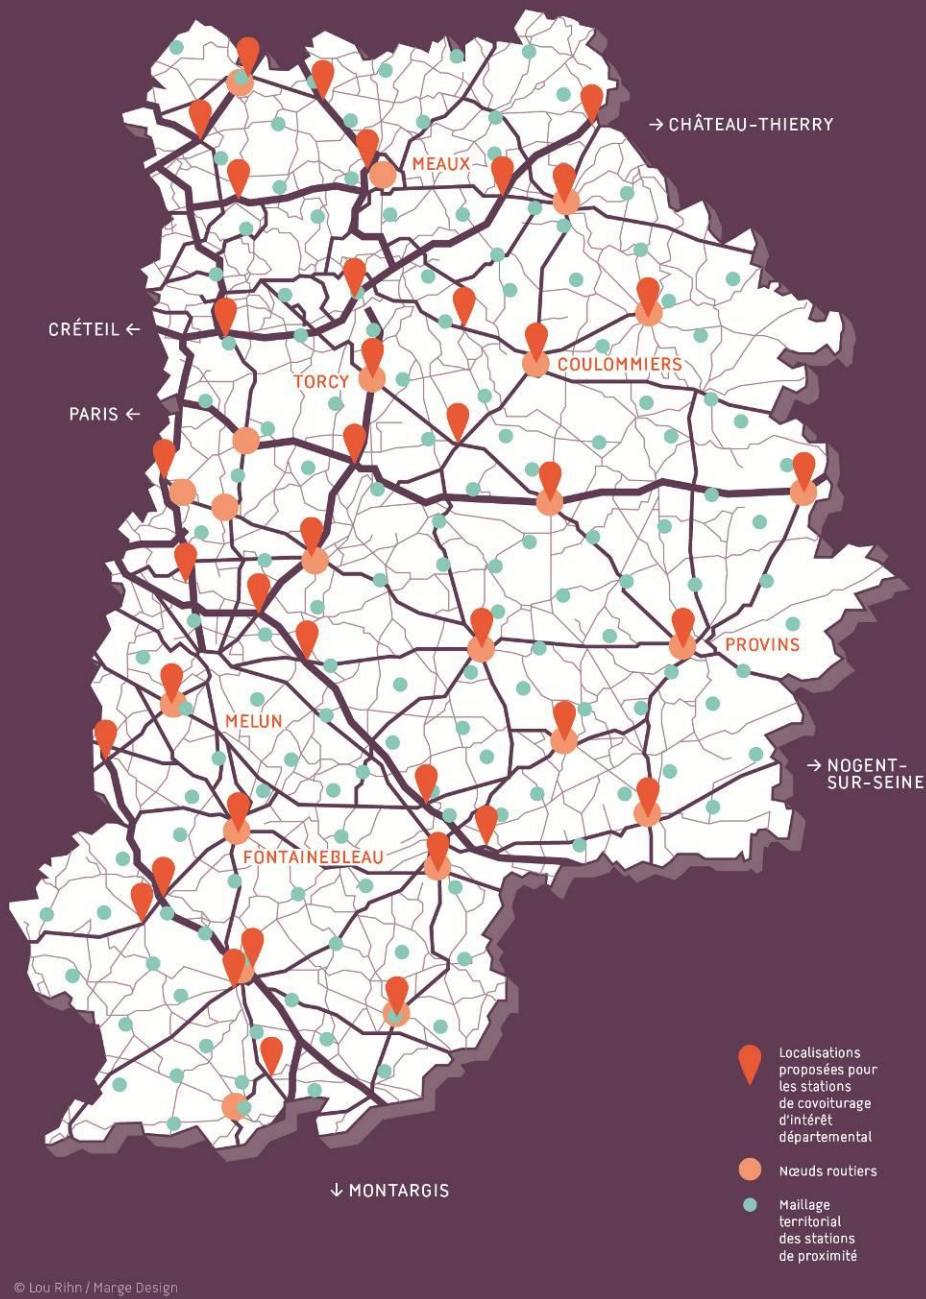 → CHÂTEAU-THIERRY
MEAUX
CRÉTEIL ←
COULOMMIERS
TORCY
PARIS ←
PROVINS
MELUN
→ NOGENT-
SUR-SEINE
FONTAINEBLEAU
Localisations
proposées pour
les stations
de covoiturage
d'intérêt
départemental
Nœuds routiers
Maillage
territorial
des stations
de proximité
↓ MONTARGIS
© Lou Rihn / Marge Design